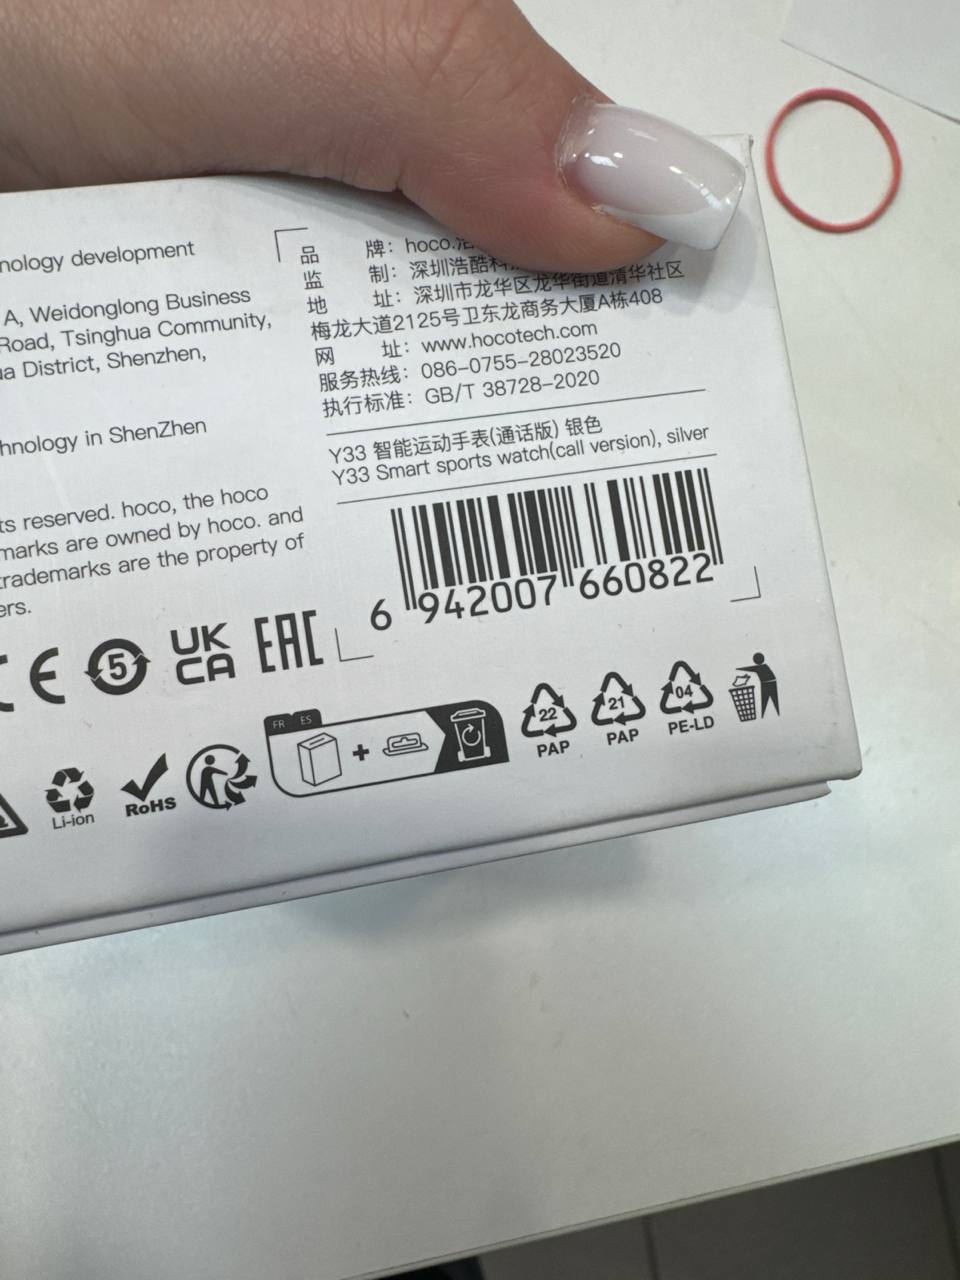 nology development
A, Weidonglong Business
Road, Tsinghua Community,
ua District, Shenzhen,
hnology in ShenZhen
ts reserved. hoco, the hoco
marks are owned by hoco. and
trademarks are the property of
ers.
品 牌: hoco.
监 制: 深圳浩酷科
地 址: 深圳市龙华区龙华街道清华社区
梅龙大道2125号卫东龙商务大厦A栋408
网 址: www.hocotech.com
服务热线: 086-0755-28023520
执行标准: GB/T 38728-2020
Y33 智能运动手表(通话版) 银色
Y33 Smart sports watch(call version), silver
6 942007 660822
CE 5 UK CA EAC
FR ES
22 PAP
21 PAP
04 PE-LD
Li-ion
RoHS